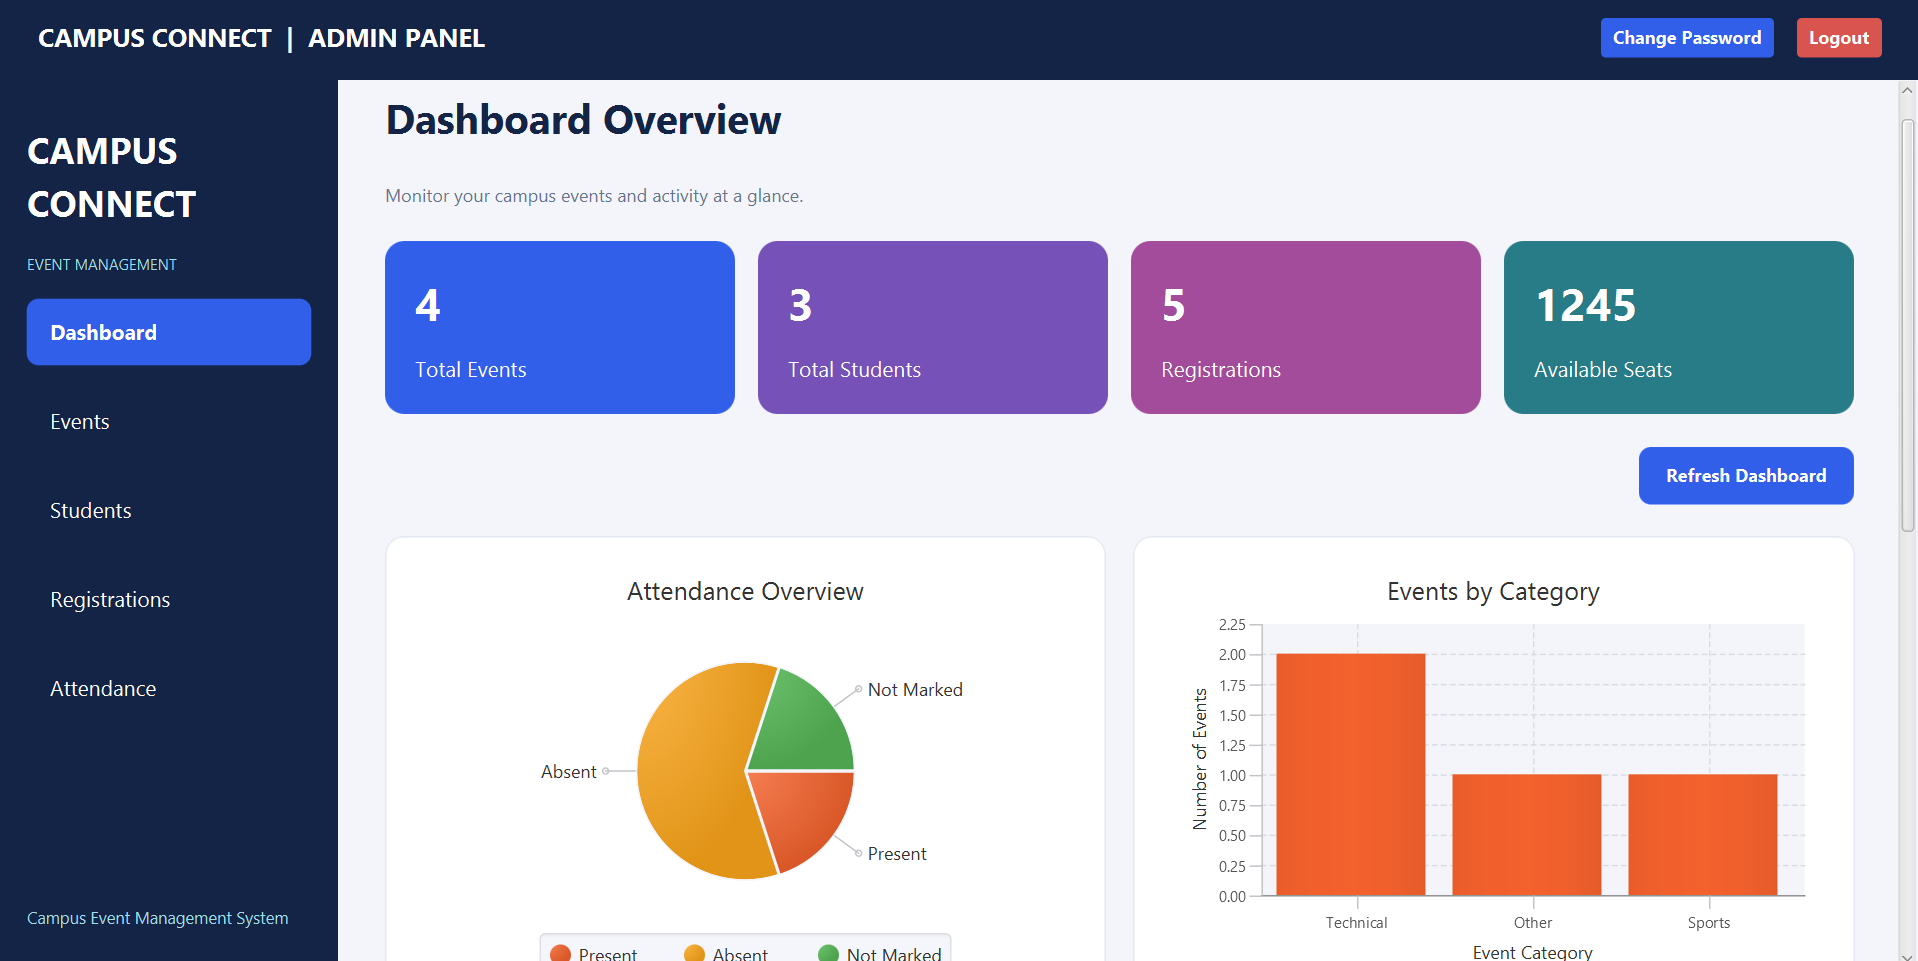 CAMPUS CONNECT | ADMIN PANEL
Change Password
Logout
CAMPUS
CONNECT
EVENT MANAGEMENT
Dashboard
Events
Students
Registrations
Attendance
Campus Event Management System
Dashboard Overview
Monitor your campus events and activity at a glance.
4
Total Events
3
Total Students
5
Registrations
1245
Available Seats
Refresh Dashboard
Attendance Overview
Not Marked
Absent
Present
Present
Absent
Not Marked
Events by Category
Number of Events
2.25
2.00
1.75
1.50
1.25
1.00
0.75
0.50
0.25
0.00
Technical
Other
Sports
Event Category